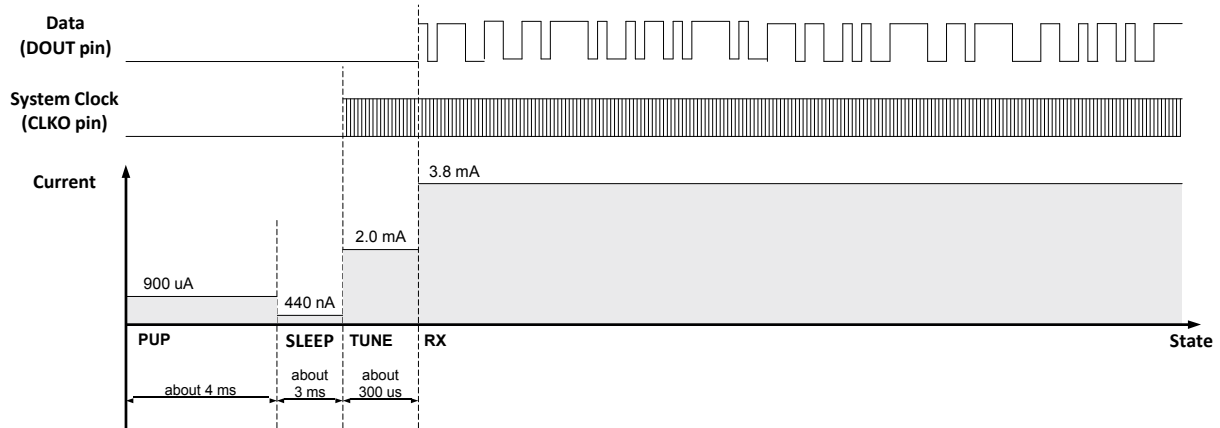 Data
(DOUT pin)
System Clock
(CLKO pin)
Current
3.8 mA
2.0 mA
900 uA
440 nA
PUP
SLEEP
TUNE
RX
State
about 4 ms
about
3 ms
about
300 us